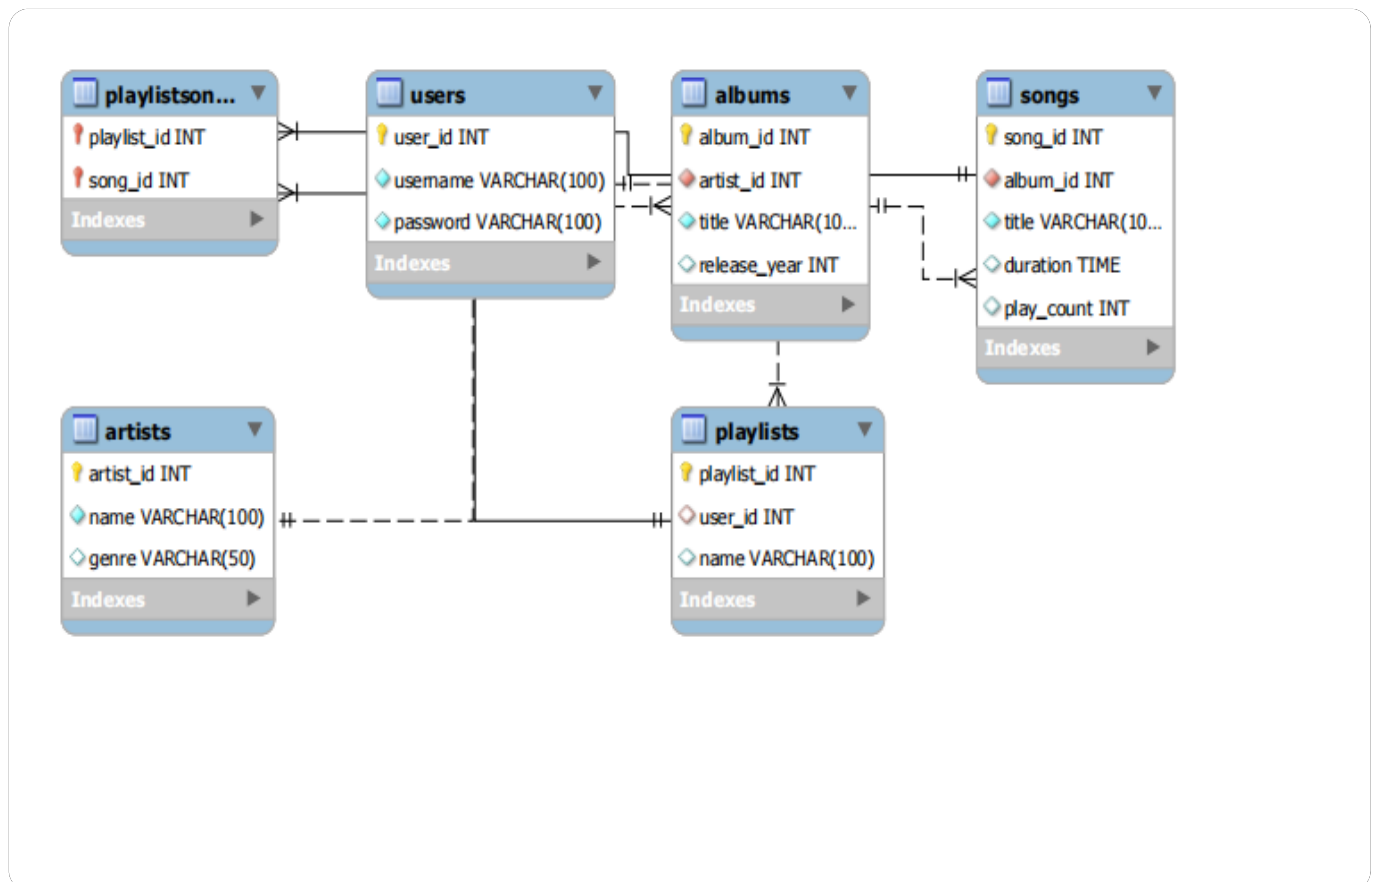 playlistson...
playlist_id INT
song_id INT
Indexes
users
user_id INT
username VARCHAR(100)
password VARCHAR(100)
Indexes
albums
album_id INT
artist_id INT
title VARCHAR(10...
release_year INT
Indexes
songs
song_id INT
album_id INT
title VARCHAR(10...
duration TIME
play_count INT
Indexes
artists
artist_id INT
name VARCHAR(100)
genre VARCHAR(50)
Indexes
playlists
playlist_id INT
user_id INT
name VARCHAR(100)
Indexes